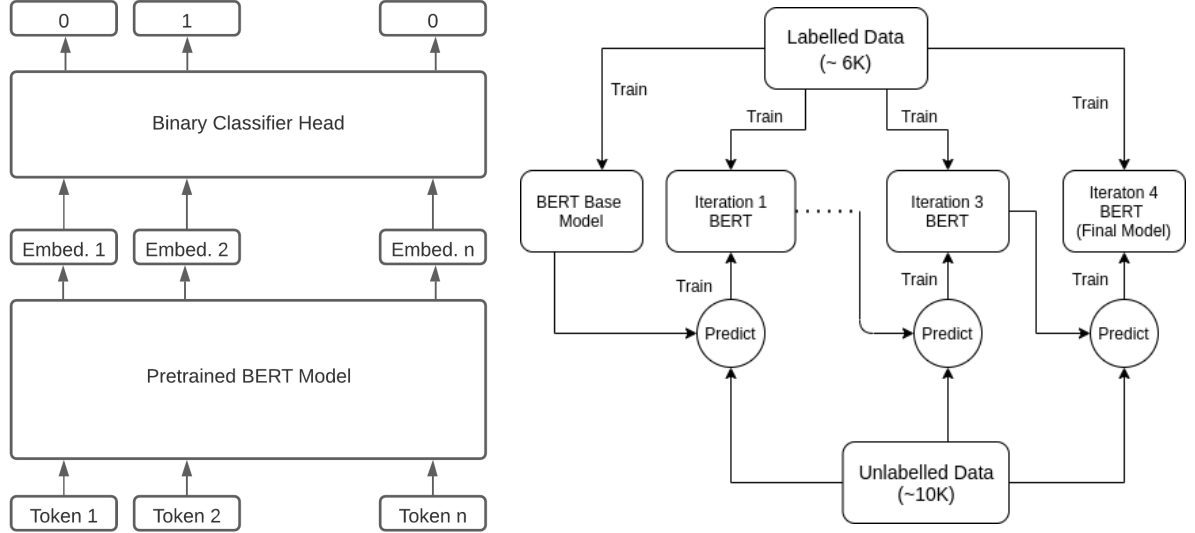 0
1
0
Binary Classifier Head
Embed. 1
Embed. 2
Embed. n
Pretrained BERT Model
Token 1
Token 2
Token n
Labelled Data
(~ 6K)
Train
Train
Train
Train
BERT Base
Model
Iteration 1
BERT
Iteration 3
BERT
Iteraton 4
BERT
(Final Model)
Train
Train
Train
Predict
Predict
Predict
Unlabelled Data
(~10K)